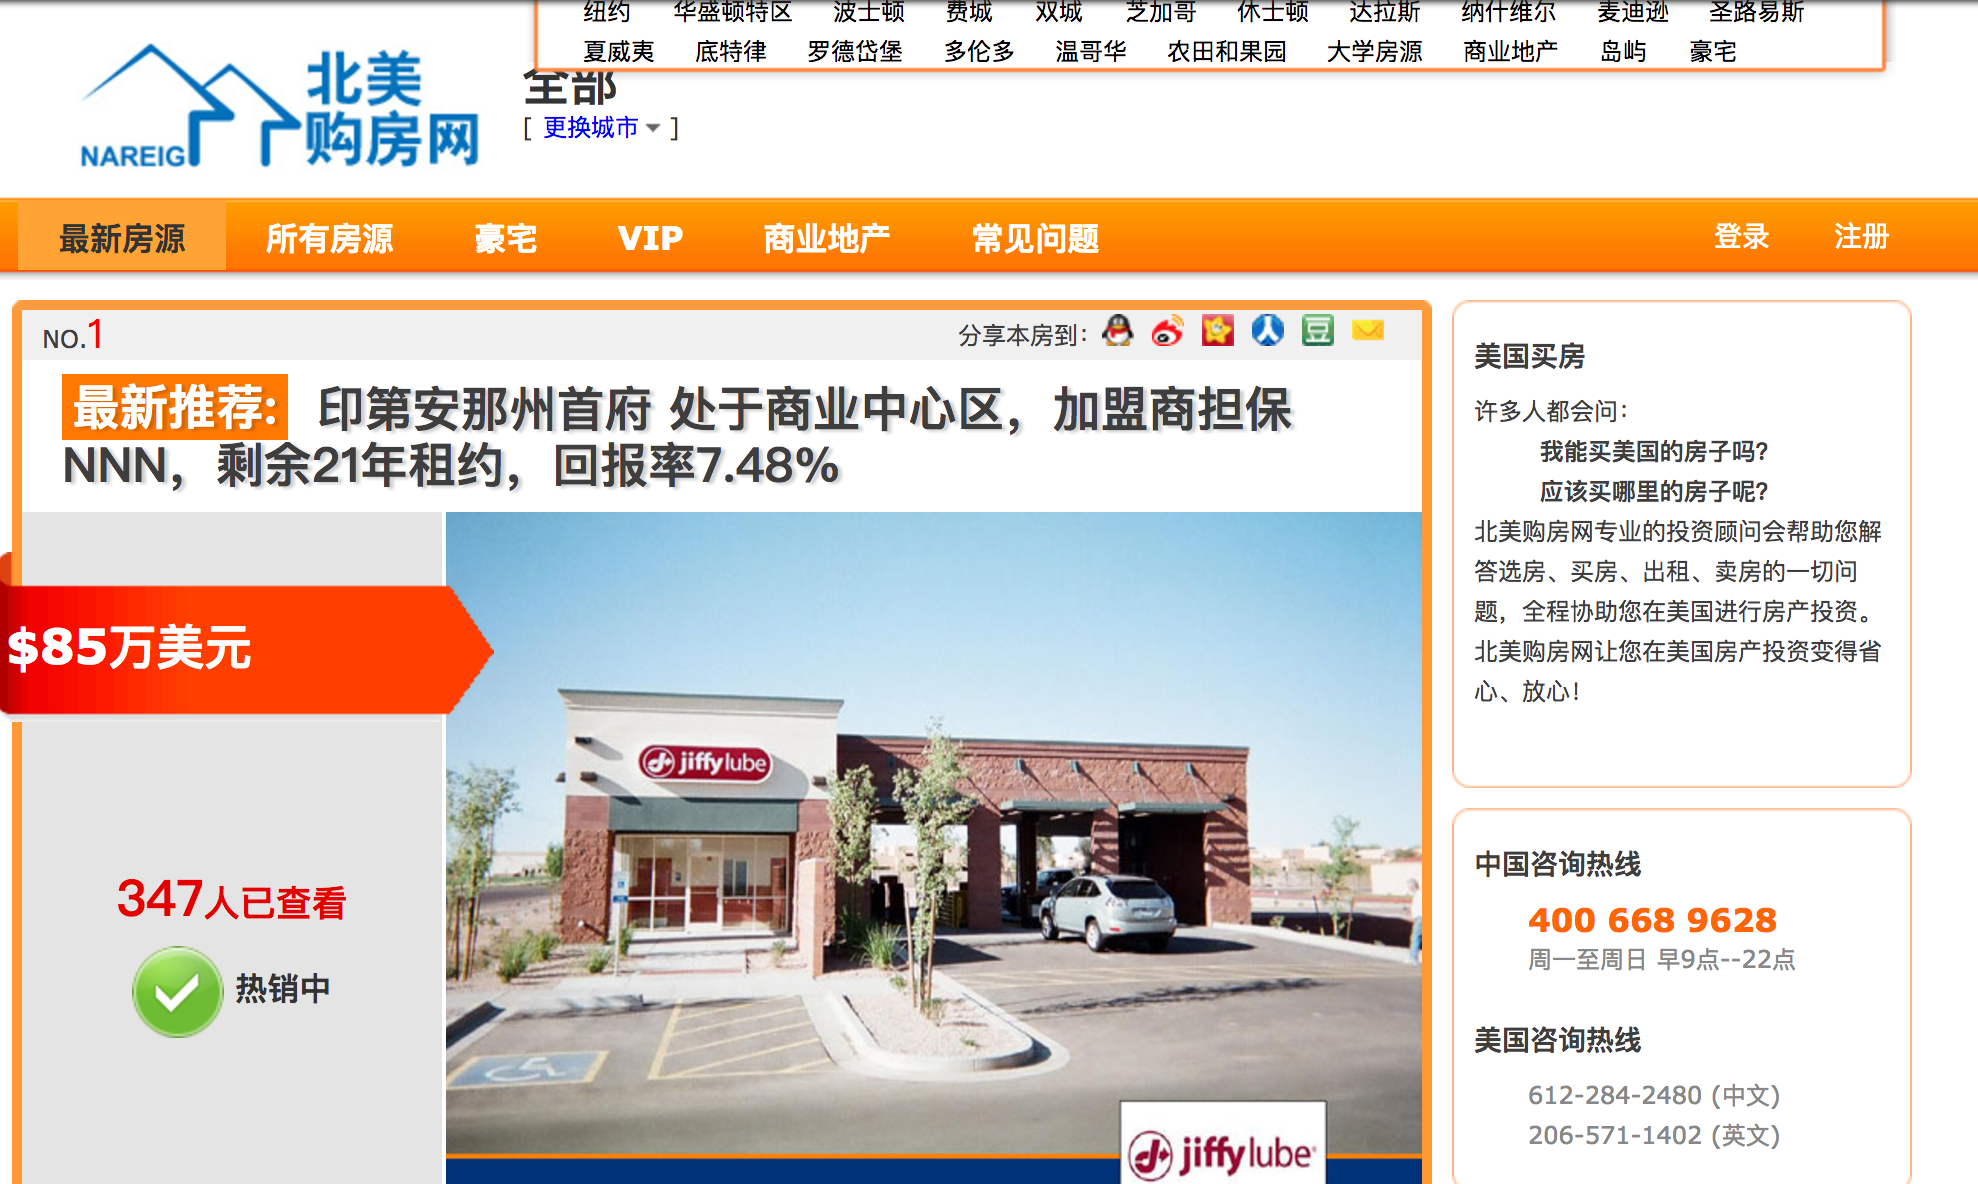 纽约 华盛顿特区 波士顿 费城 双城 芝加哥 休士顿 达拉斯 纳什维尔 麦迪逊 圣路易斯
夏威夷 底特律 罗德岱堡 多伦多 温哥华 农田和果园 大学房源 商业地产 岛屿 豪宅
北美
购房网
NAREIG
全部
[ 更换城市 ]
最新房源 所有房源 豪宅 VIP 商业地产 常见问题 登录 注册
NO.1
分享本房到：
豆
最新推荐: 印第安那州首府 处于商业中心区，加盟商担保
NNN，剩余21年租约，回报率7.48%
$85万美元
347人已查看
热销中
jiffylube
jiffylube
美国买房
许多人都会问：
我能买美国的房子吗？
应该买哪里的房子呢？
北美购房网专业的投资顾问会帮助您解
答选房、买房、出租、卖房的一切问
题，全程协助您在美国进行房产投资。
北美购房网让您在美国房产投资变得省
心、放心！
中国咨询热线
400 668 9628
周一至周日 早9点--22点
美国咨询热线
612-284-2480 (中文)
206-571-1402 (英文)